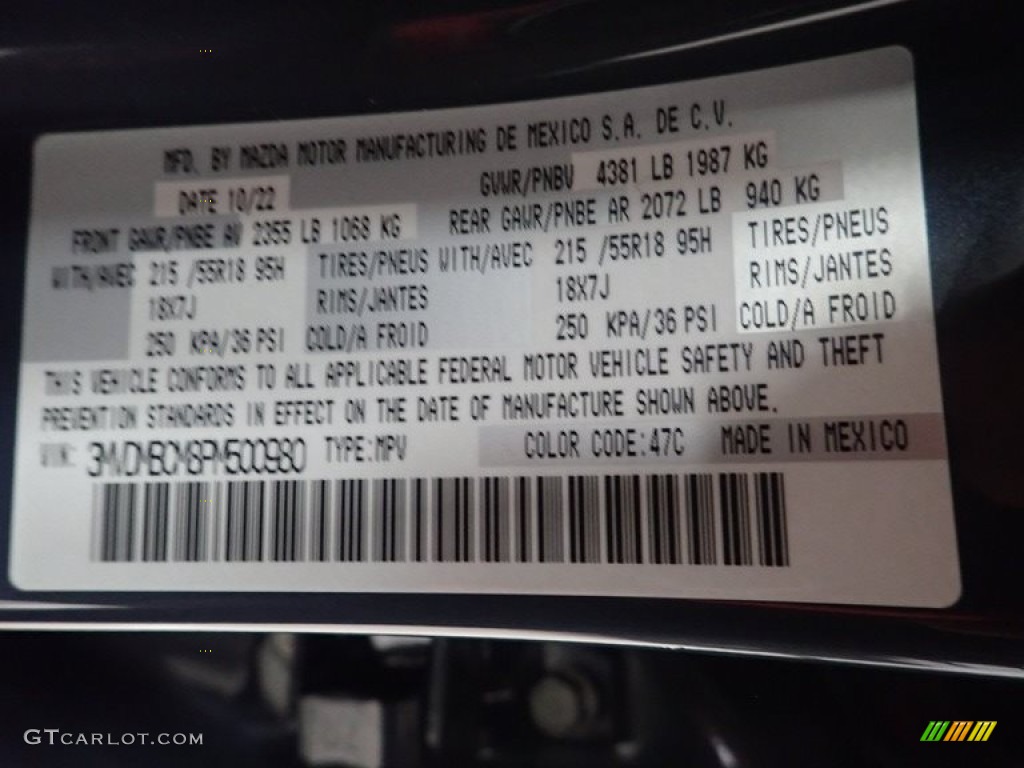 MFD. BY MAZDA MOTOR MANUFACTURING DE MEXICO S.A. DE C.V.
DATE 10/22 GVWR/PNBV 4381 LB 1987 KG
FRONT GAWR/PNBE AV 2355 LB 1068 KG REAR GAWR/PNBE AR 2072 LB 940 KG
WITH/AVEC 215 /55R18 95H TIRES/PNEUS WITH/AVEC 215 /55R18 95H TIRES/PNEUS
18X7J RIMS/JANTES 18X7J RIMS/JANTES
250 KPA/36 PSI COLD/A FROID 250 KPA/36 PSI COLD/A FROID
THIS VEHICLE CONFORMS TO ALL APPLICABLE FEDERAL MOTOR VEHICLE SAFETY AND THEFT
PREVENTION STANDARDS IN EFFECT ON THE DATE OF MANUFACTURE SHOWN ABOVE.
VIN: 3MVDMBCM8PM500980 TYPE:MPV COLOR CODE:47C MADE IN MEXICO
GTCARLOT.COM